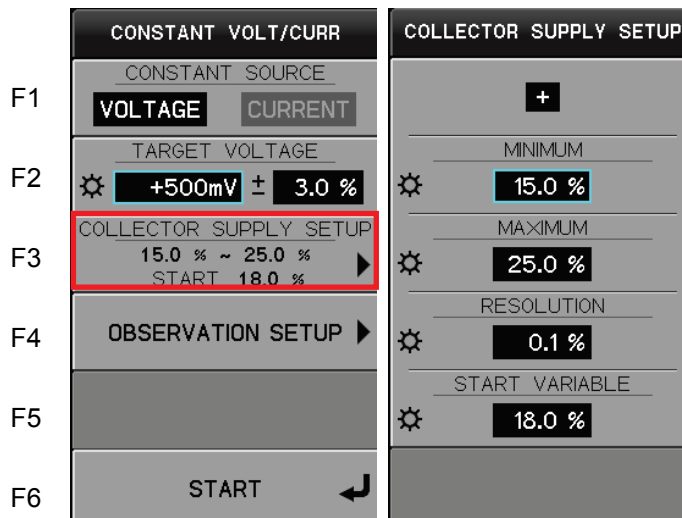 CONSTANT VOLT/CURR
F1
CONSTANT SOURCE
VOLTAGE CURRENT
F2
TARGET VOLTAGE
+500mV ± 3.0 %
F3
COLLECTOR SUPPLY SETUP
15.0 % ~ 25.0 %
START 18.0 %
F4
OBSERVATION SETUP
F5
F6
START
COLLECTOR SUPPLY SETUP
+
MINIMUM
15.0 %
MAXIMUM
25.0 %
RESOLUTION
0.1 %
START VARIABLE
18.0 %